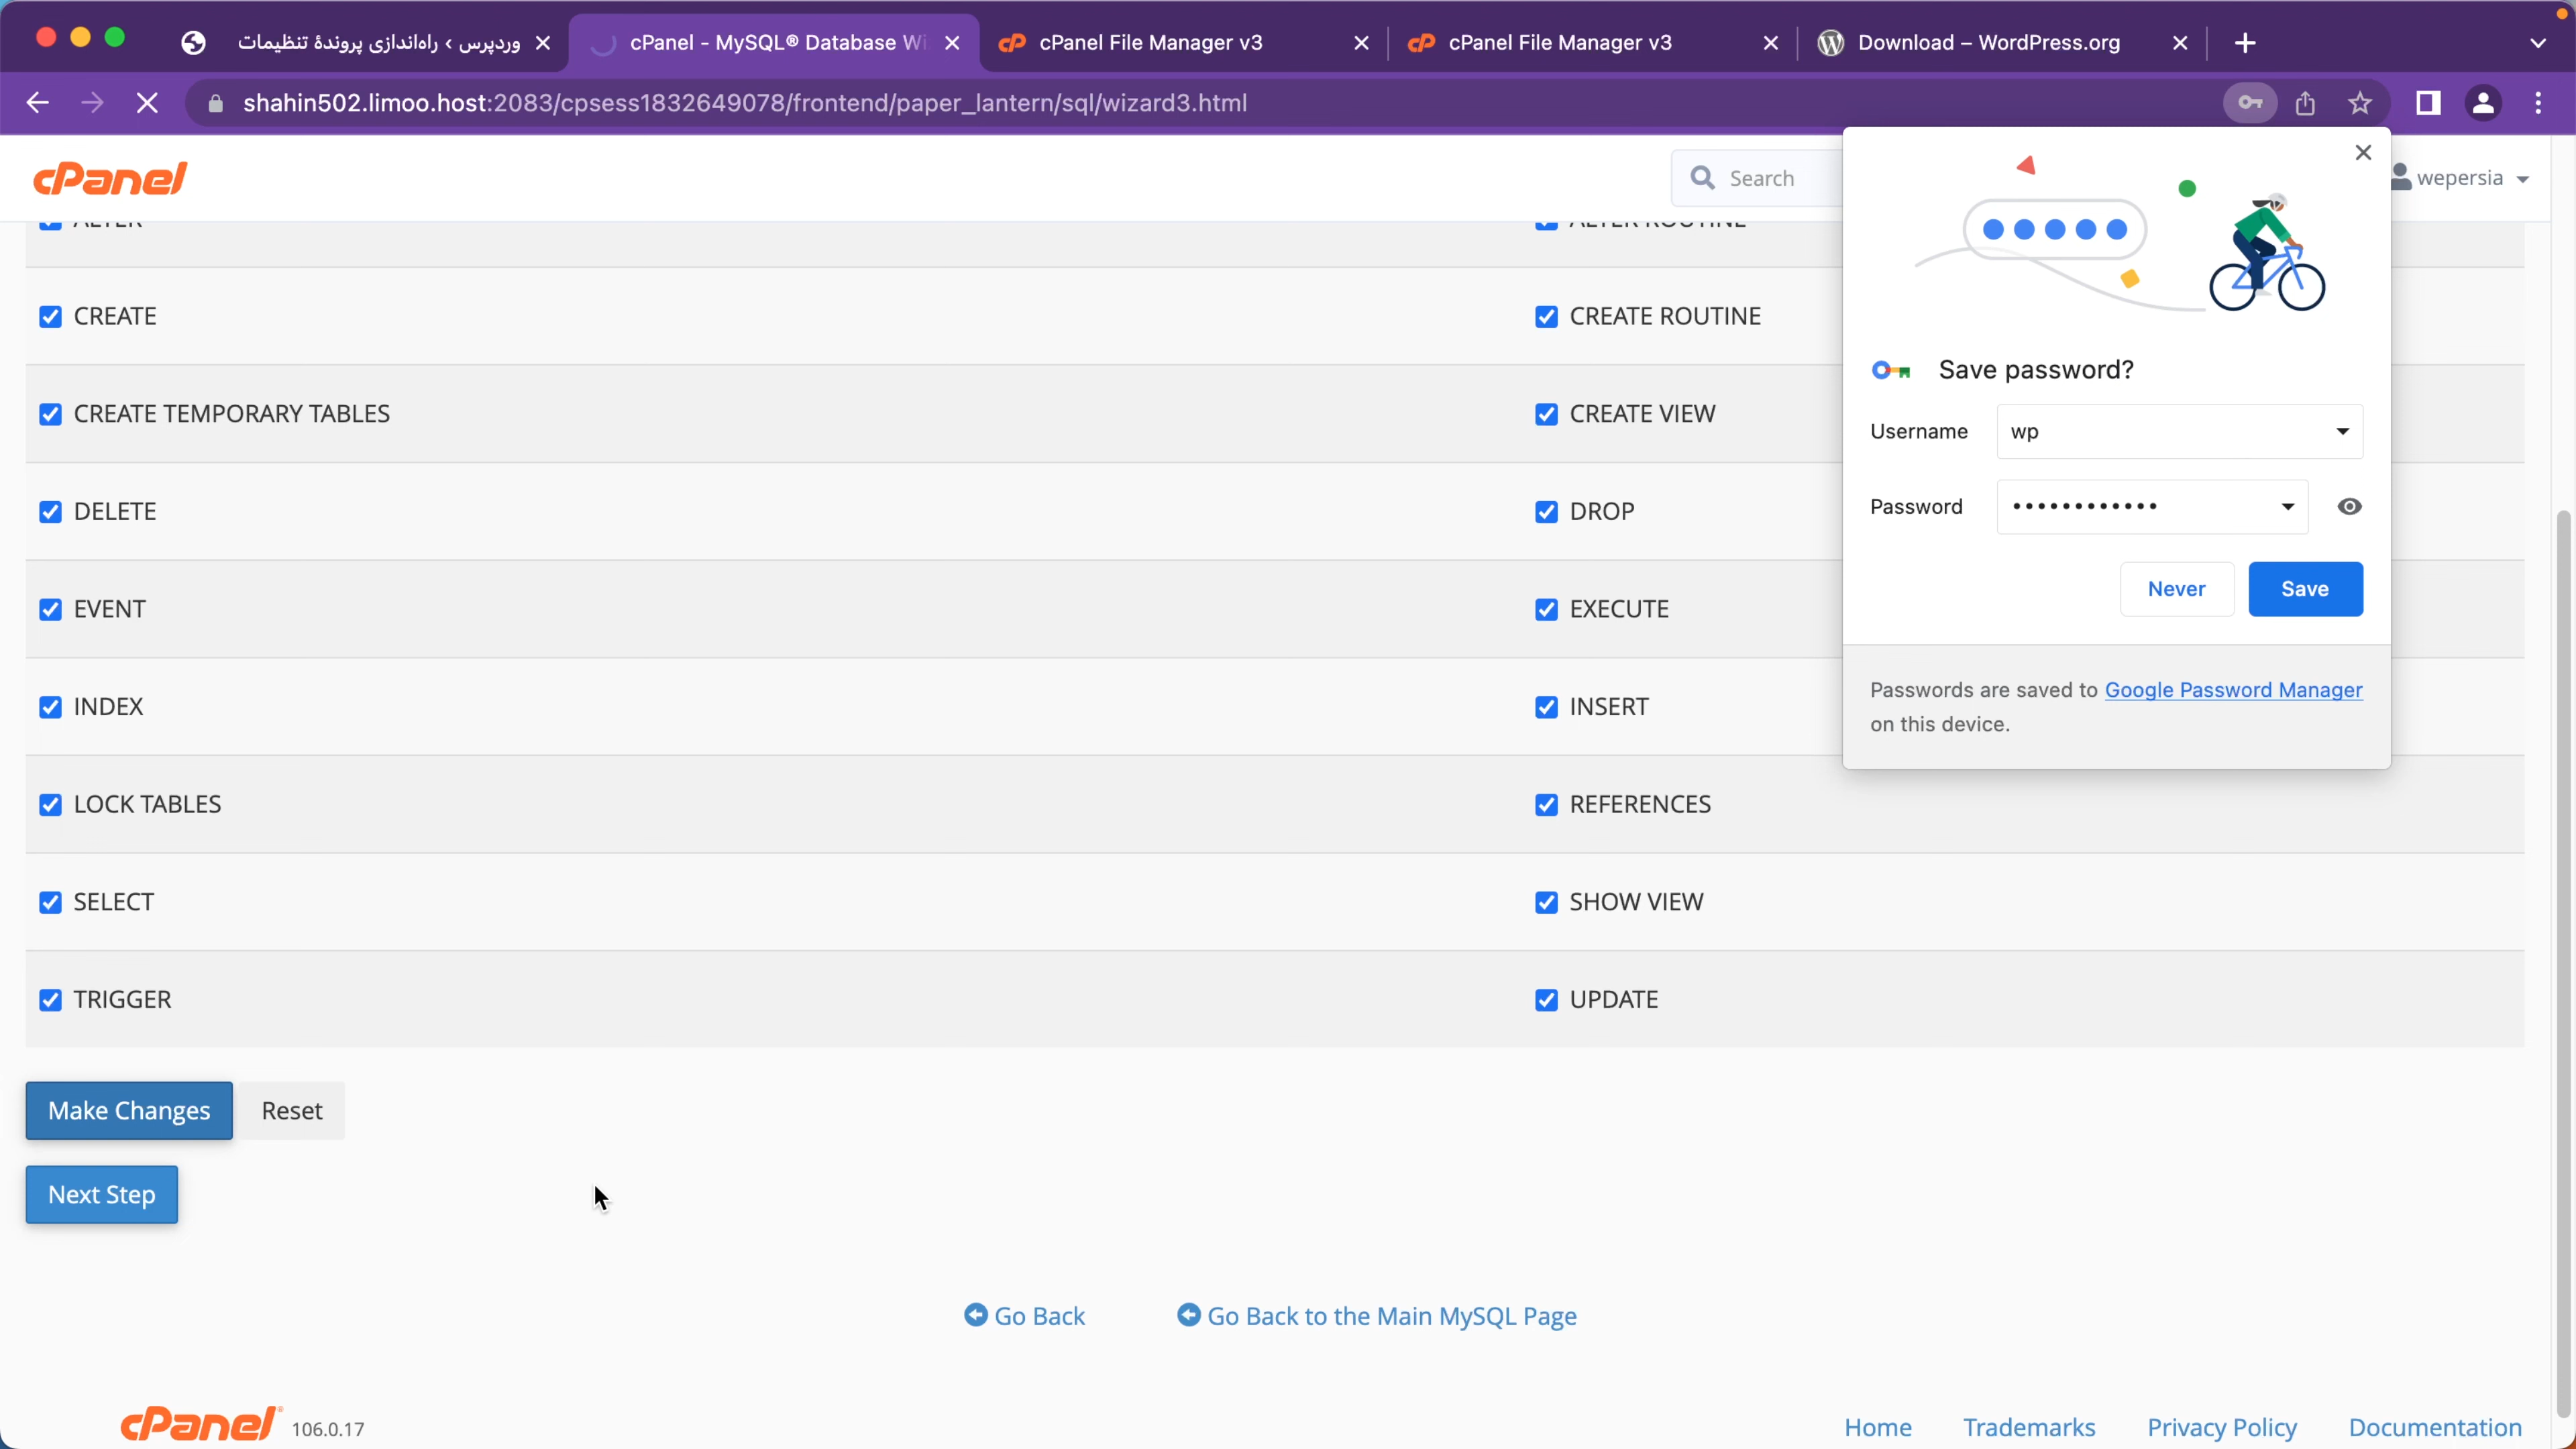 وردپرس › راه‌اندازی پروندهٔ تنظیمات
cPanel - MySQL® Database Wi
cPanel File Manager v3
cPanel File Manager v3
Download – WordPress.org
shahin502.limoo.host:2083/cpsess1832649078/frontend/paper_lantern/sql/wizard3.html
cPanel
Search
wepersia
ALTER
ALTER ROUTINE
CREATE
CREATE ROUTINE
CREATE TEMPORARY TABLES
CREATE VIEW
DELETE
DROP
EVENT
EXECUTE
INDEX
INSERT
LOCK TABLES
REFERENCES
SELECT
SHOW VIEW
TRIGGER
UPDATE
Save password?
Username
wp
Password
••••••••••••
Never
Save
Passwords are saved to Google Password Manager
on this device.
Make Changes
Reset
Next Step
Go Back
Go Back to the Main MySQL Page
cPanel® 106.0.17
Home
Trademarks
Privacy Policy
Documentation